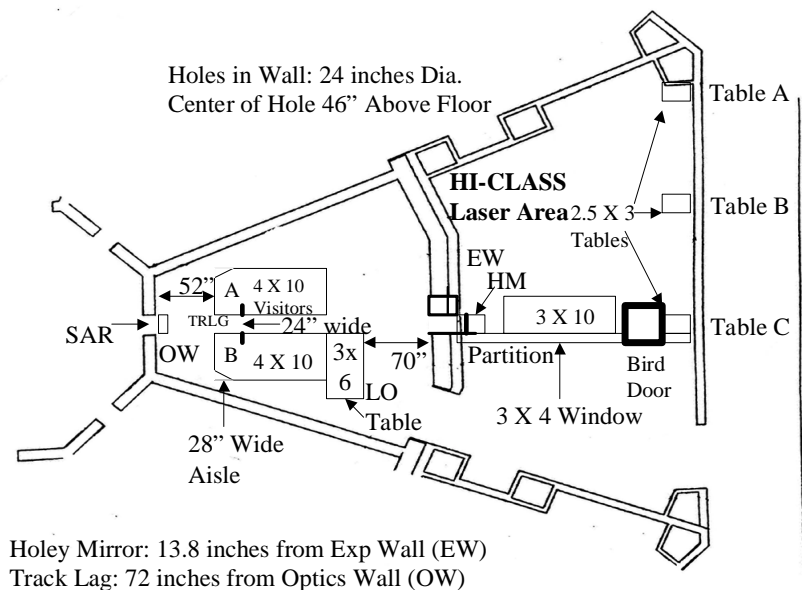 Holes in Wall: 24 inches Dia.
Center of Hole 46” Above Floor
Table A
HI-CLASS
Laser Area
2.5 X 3
Tables
Table B
EW
HM
52”
A
4 X 10
Visitors
TRLG
24” wide
SAR
OW
B
4 X 10
3x
6
70”
3 X 10
Partition
Bird
Door
Table C
LO
Table
3 X 4 Window
28” Wide
Aisle
Holey Mirror: 13.8 inches from Exp Wall (EW)
Track Lag: 72 inches from Optics Wall (OW)